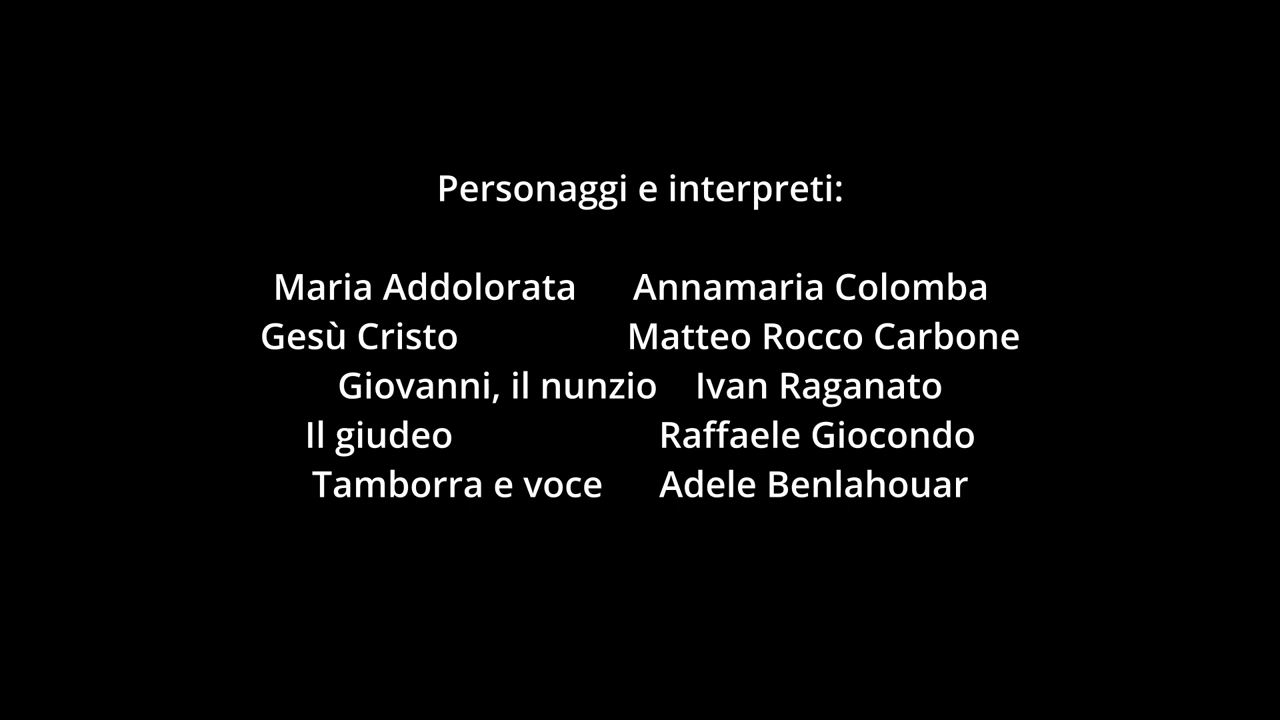 Personaggi e interpreti:
Maria Addolorata Annamaria Colomba
Gesù Cristo Matteo Rocco Carbone
Giovanni, il nunzio Ivan Raganato
Il giudeo Raffaele Giocondo
Tamborra e voce Adele Benlahouar